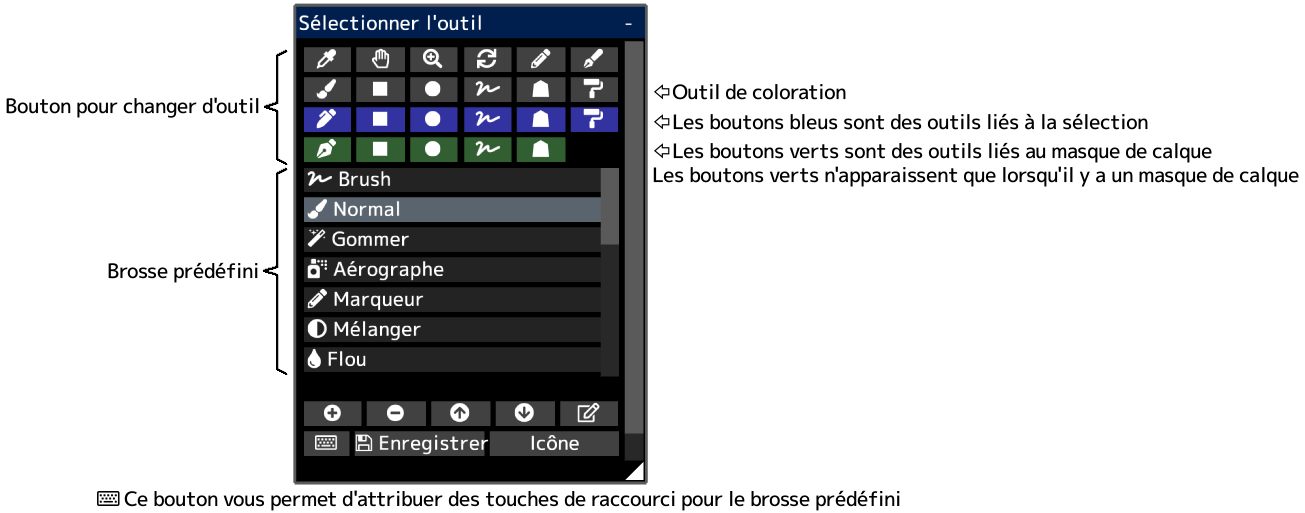 Sélectionner l'outil -
Bouton pour changer d'outil
Outil de coloration
Les boutons bleus sont des outils liés à la sélection
Les boutons verts sont des outils liés au masque de calque
Les boutons verts n'apparaissent que lorsqu'il y a un masque de calque
Brosse prédéfini
Brush
Normal
Gommer
Aérographe
Marqueur
Mélanger
Flou
Enregistrer Icône
Ce bouton vous permet d'attribuer des touches de raccourci pour le brosse prédéfini